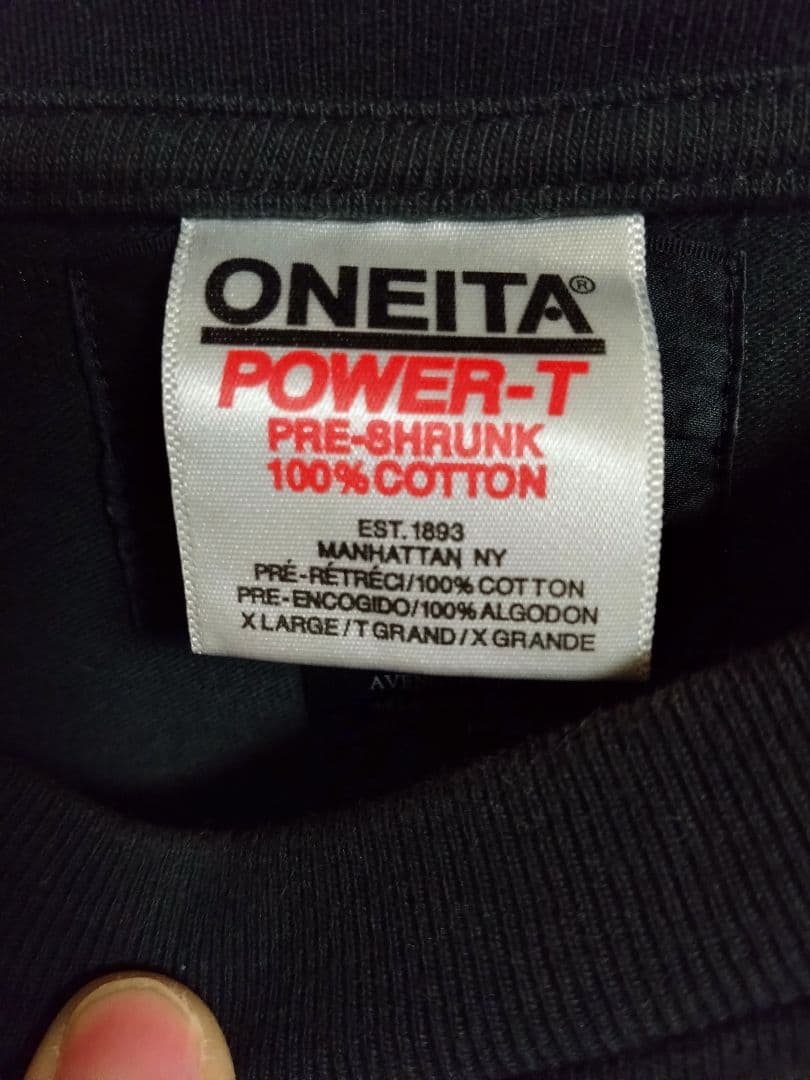 ONEITA®
POWER-T
PRE-SHRUNK
100% COTTON
EST. 1893
MANHATTAN NY
PRÉ-RÉTRÉCI/100% COTTON
PRE-ENCOGIDO/100% ALGODON
X LARGE/T GRAND/X GRANDE